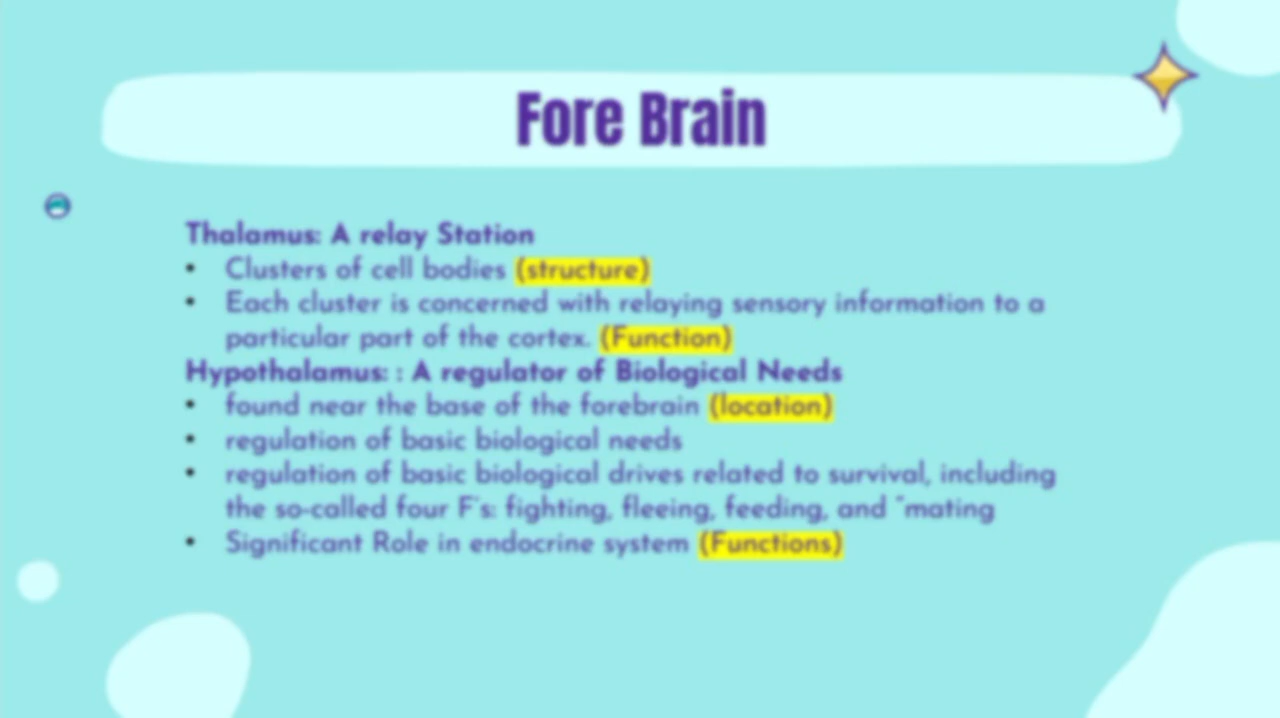 Fore Brain
Thalamus: A relay Station
• Clusters of cell bodies (structure)
• Each cluster is concerned with relaying sensory information to a
particular part of the cortex. (Function)
Hypothalamus: : A regulator of Biological Needs
• found near the base of the forebrain (location)
• regulation of basic biological needs
• regulation of basic biological drives related to survival, including
the so-called four F's: fighting, fleeing, feeding, and "mating
• Significant Role in endocrine system (Functions)